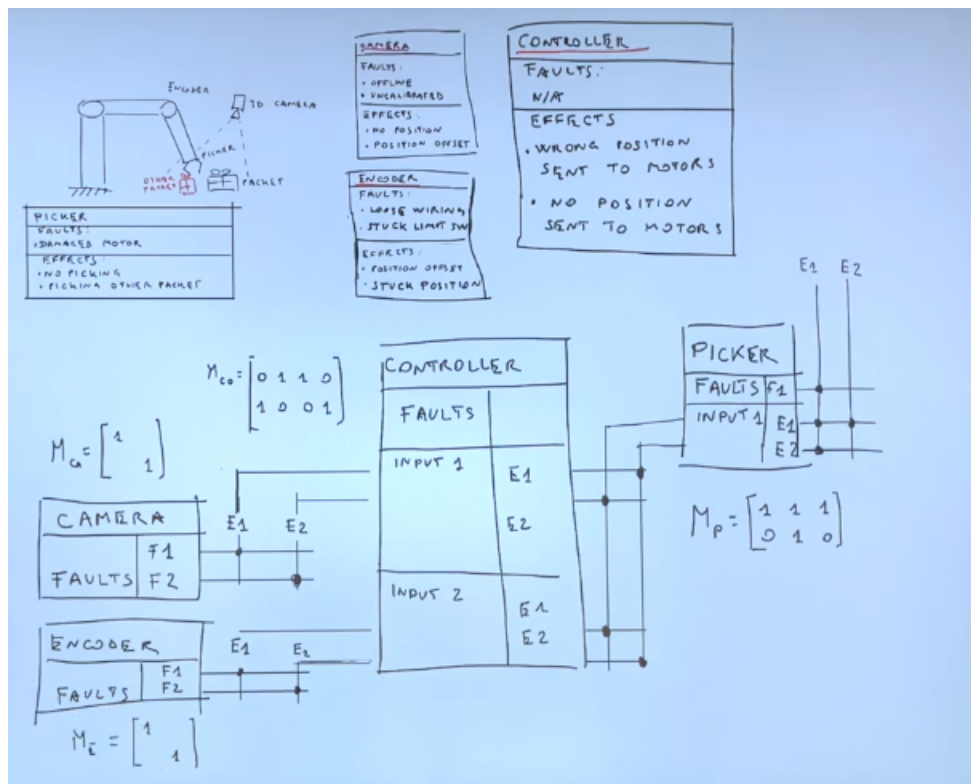 ENCODER
3D CAMERA
PICKER
OTHER
PACKET
PACKET
PICKER
FAULTS:
• DAMAGED MOTOR
EFFECTS:
• NO PICKING
• PICKING OTHER PACKET
CAMERA
FAULTS:
• OFFLINE
• UNCALIBRATED
EFFECTS:
• NO POSITION
• POSITION OFFSET
ENCODER
FAULTS:
• LOOSE WIRING
• STUCK LIMIT SW
EFFECTS:
• POSITION OFFSET
• STUCK POSITION
CONTROLLER
FAULTS:
N/A
EFFECTS
• WRONG POSITION
SENT TO MOTORS
• NO POSITION
SENT TO MOTORS
E1 E2
PICKER
FAULTS F1
INPUT 1 E1
E2
Mp = [1 1 1
0 1 0]
Mco = [0 1 1 0
1 0 0 1]
CONTROLLER
FAULTS
INPUT 1 E1
E2
INPUT 2 E1
E2
Mca = [1
1]
CAMERA
F1
FAULTS F2
E1 E2
ENCODER
F1
FAULTS F2
E1 E2
ME = [1
1]